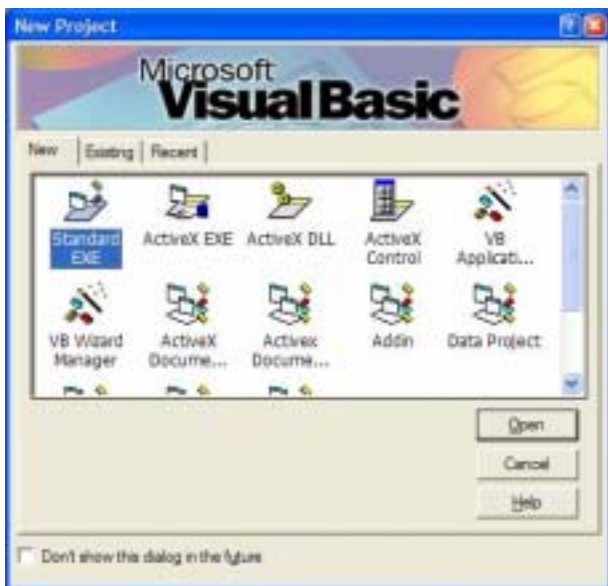 New Project
Microsoft
Visual Basic
New
Existing
Recent
Standard EXE
ActiveX EXE
ActiveX DLL
ActiveX Control
VB Applicati...
VB Wizard Manager
ActiveX Docume...
Activex Docume...
Addin
Data Project
Open
Cancel
Help
Don't show this dialog in the future